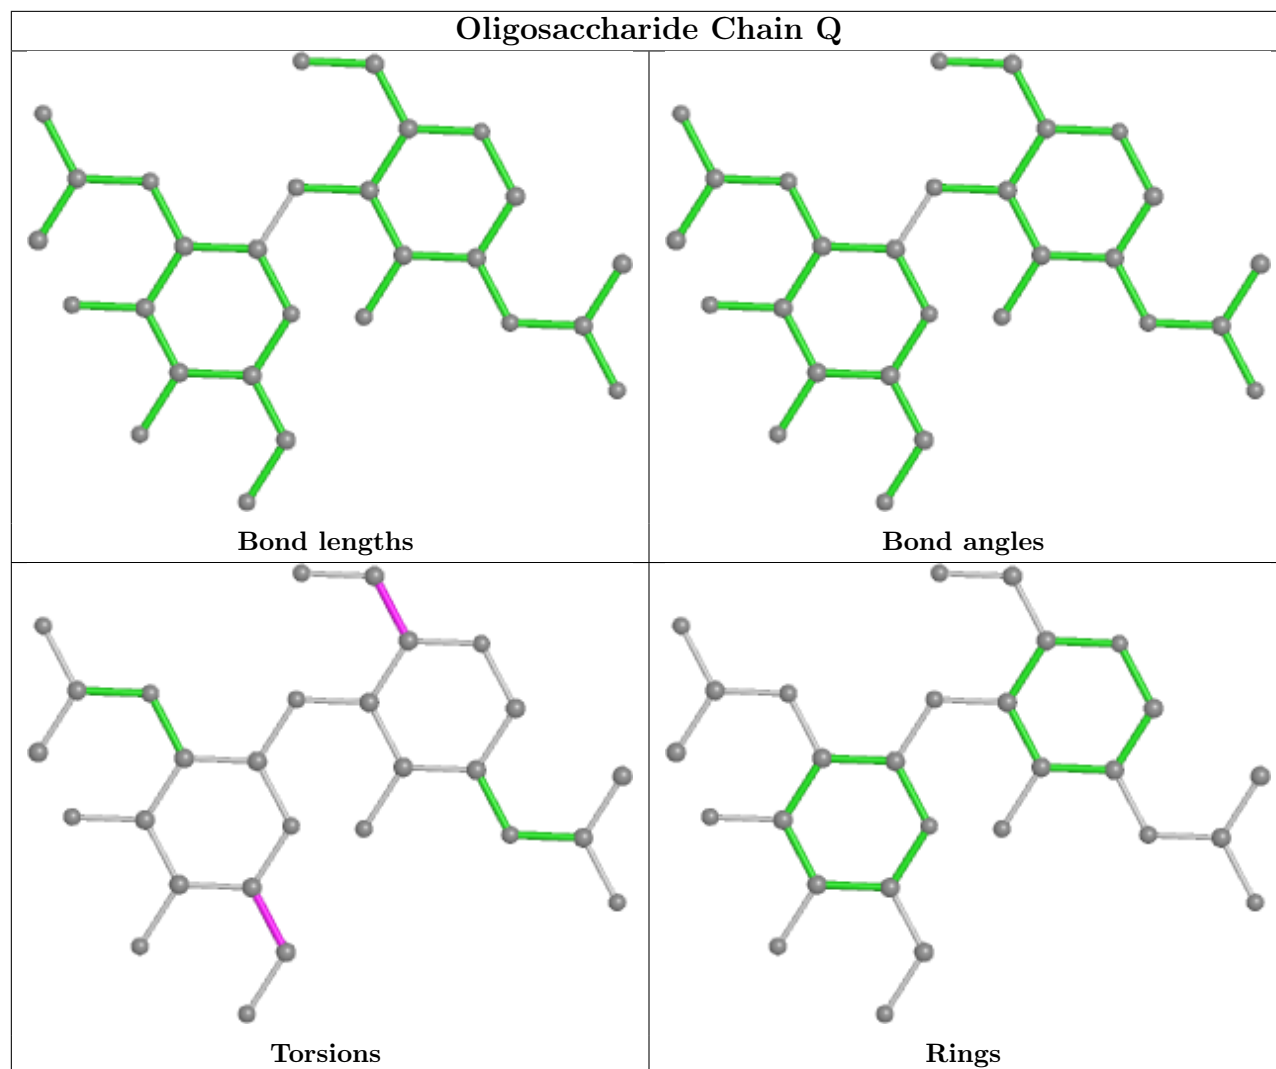 Oligosaccharide Chain Q
Bond lengths
Bond angles
Torsions
Rings